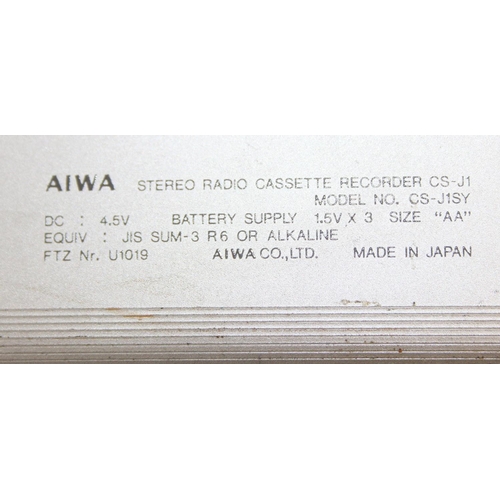 AIWA STEREO RADIO CASSETTE RECORDER CS-J1
MODEL NO. CS-J1SY
DC : 4.5V BATTERY SUPPLY 1.5V X 3 SIZE "AA"
EQUIV : JIS SUM-3 R6 OR ALKALINE
FTZ Nr. U1019 AIWA CO.,LTD. MADE IN JAPAN